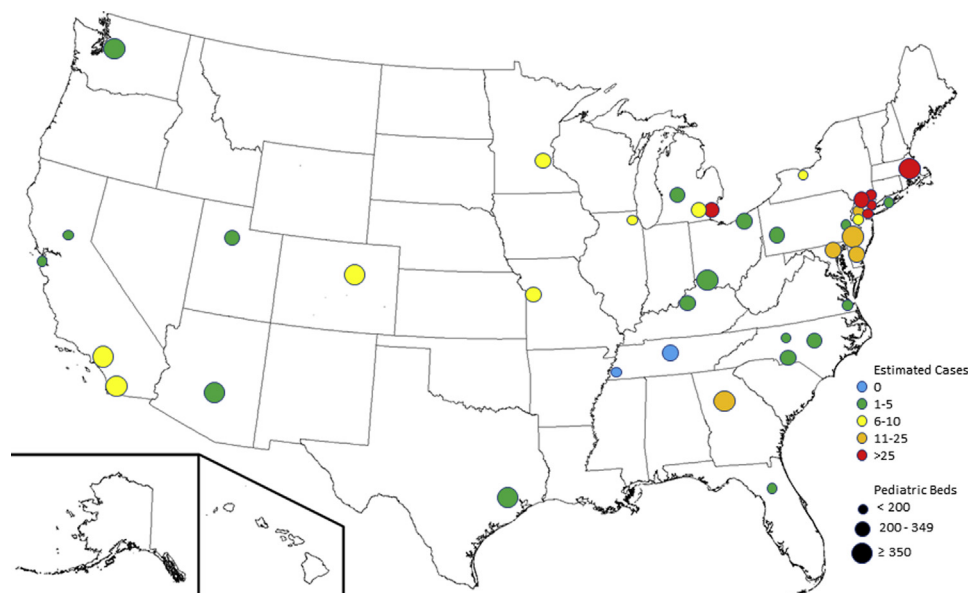 Estimated Cases
0
1-5
6-10
11-25
>25
Pediatric Beds
< 200
200 - 349
≥ 350